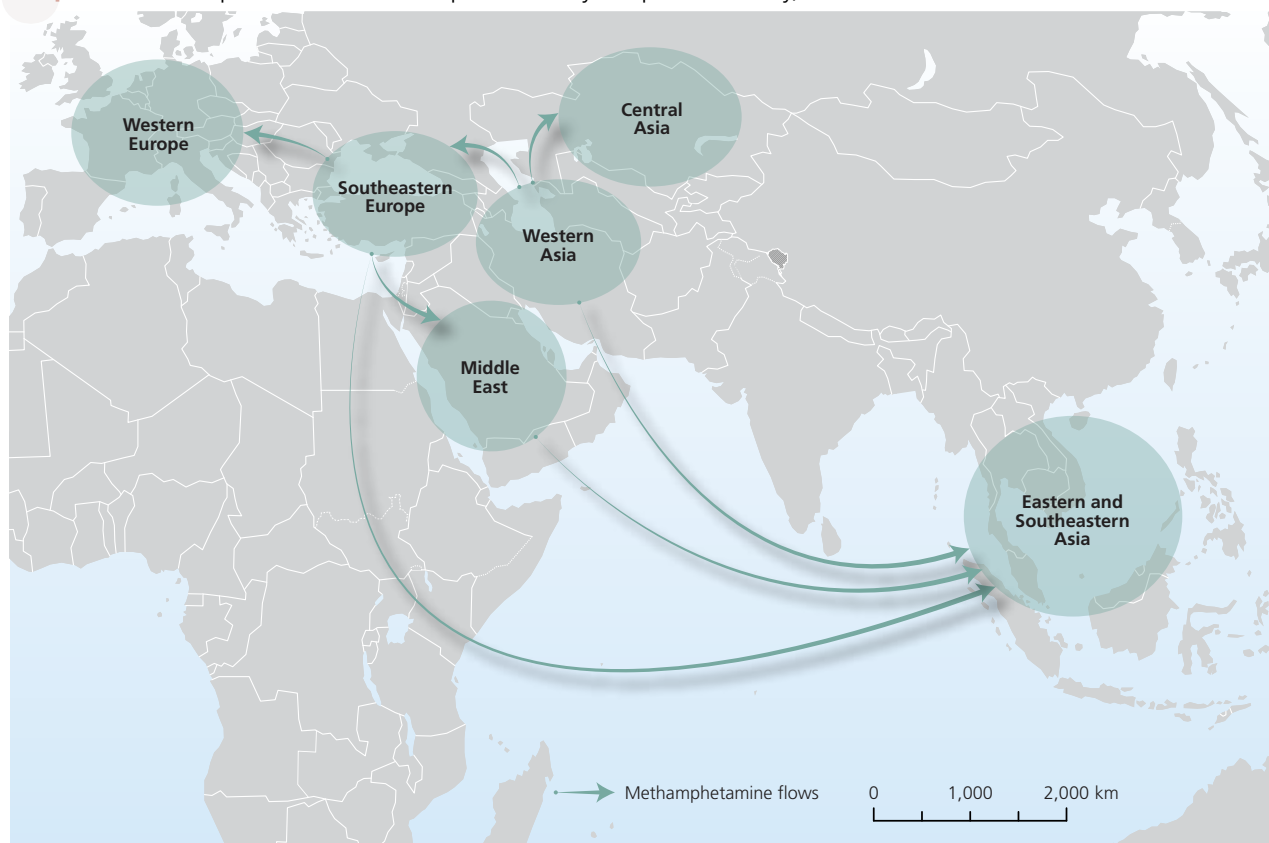 Western
Europe
Central
Asia
Southeastern
Europe
Western
Asia
Middle
East
Eastern and
Southeastern
Asia
Methamphetamine flows
0 1,000 2,000 km